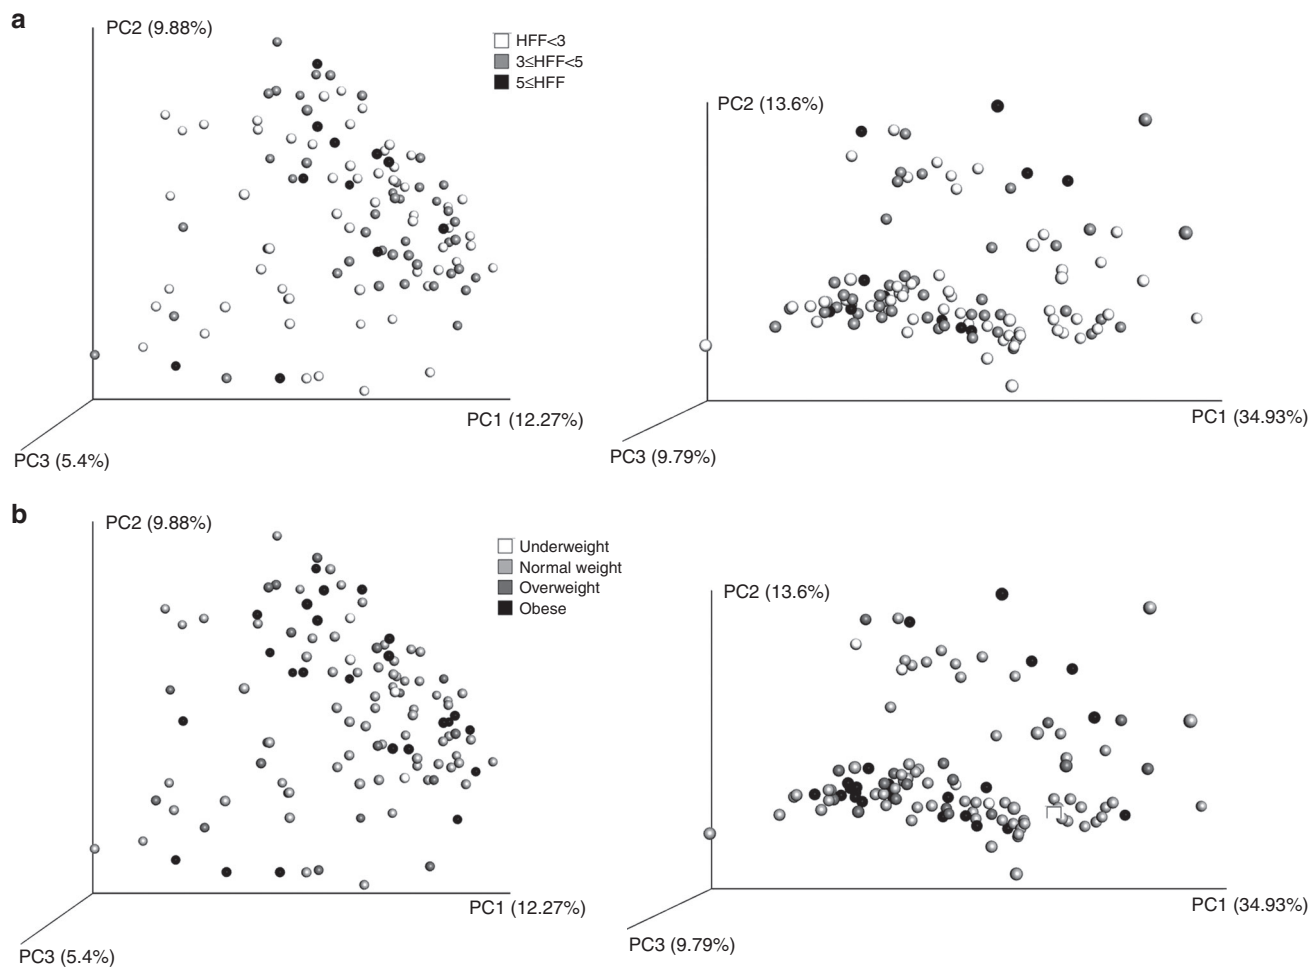 a
PC2 (9.88%)
HFF<3
3≤HFF<5
5≤HFF
PC1 (12.27%)
PC3 (5.4%)
PC2 (13.6%)
PC1 (34.93%)
PC3 (9.79%)
b
PC2 (9.88%)
Underweight
Normal weight
Overweight
Obese
PC1 (12.27%)
PC3 (5.4%)
PC2 (13.6%)
PC1 (34.93%)
PC3 (9.79%)